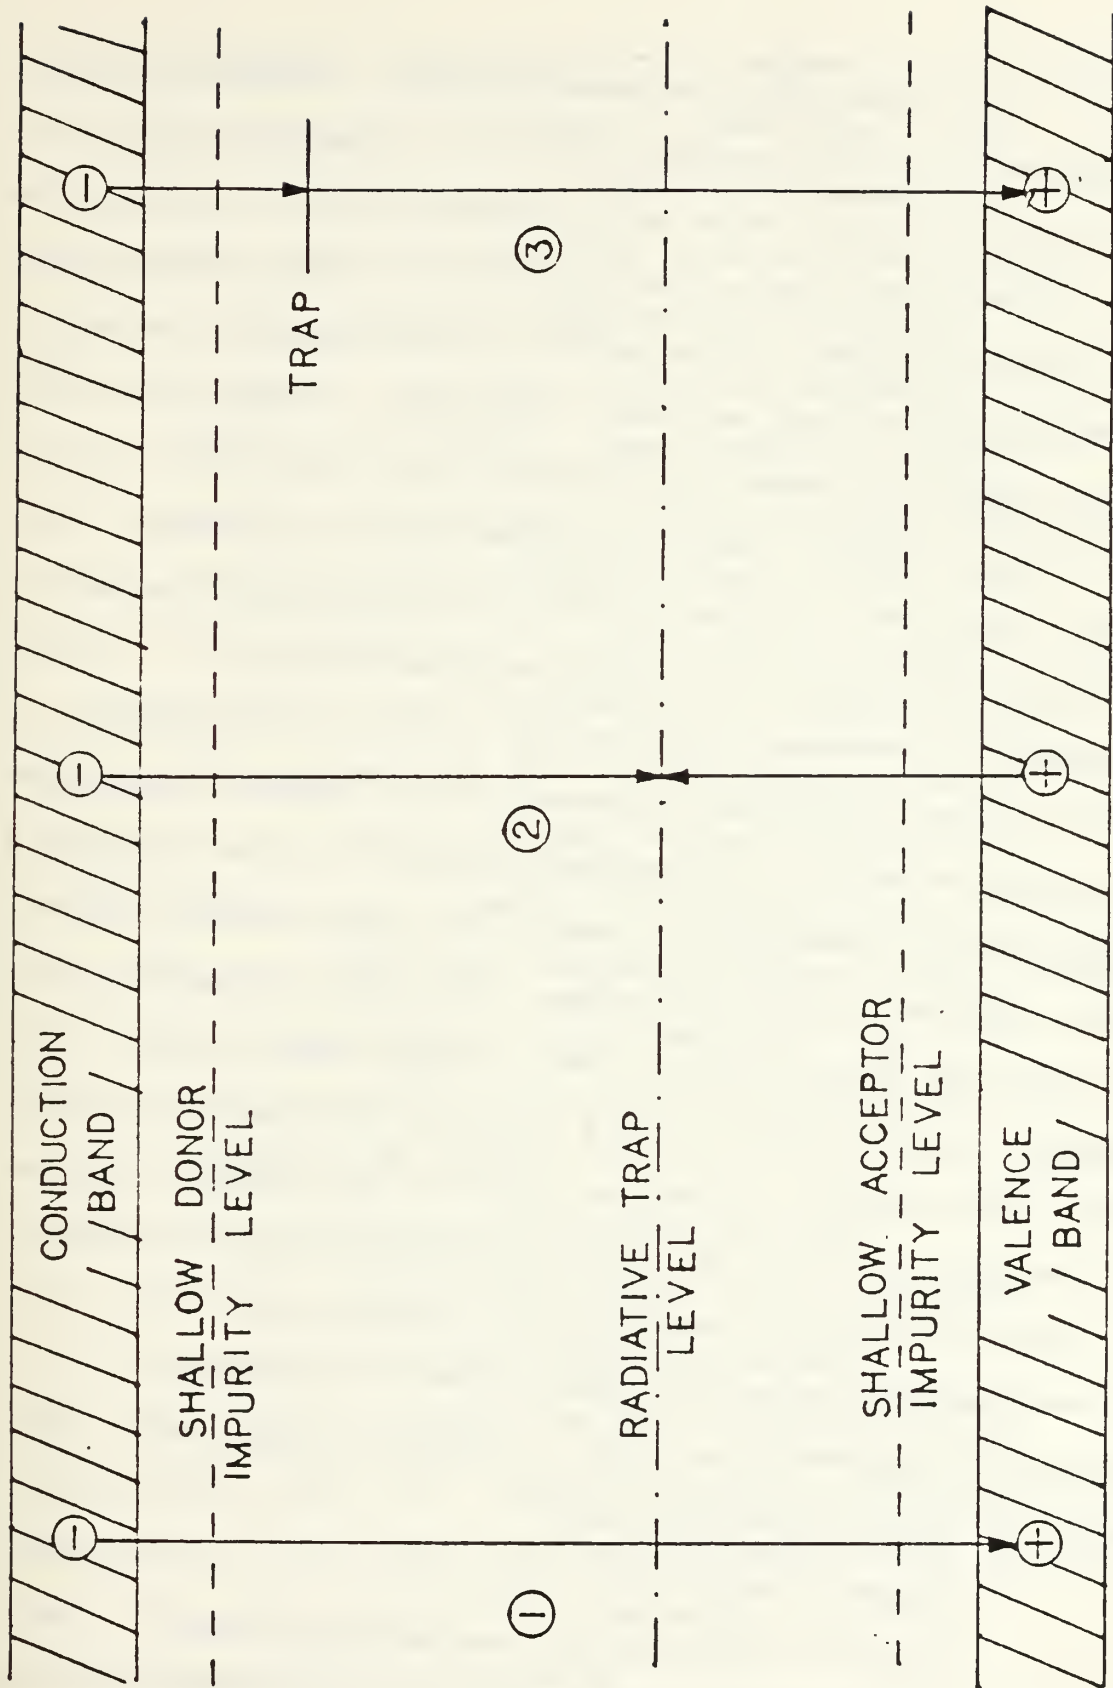 CONDUCTION
BAND
SHALLOW DONOR
IMPURITY LEVEL
TRAP
RADIATIVE TRAP
LEVEL
SHALLOW ACCEPTOR
IMPURITY LEVEL
VALENCE
BAND
1
2
3
−
−
−
+
+
+